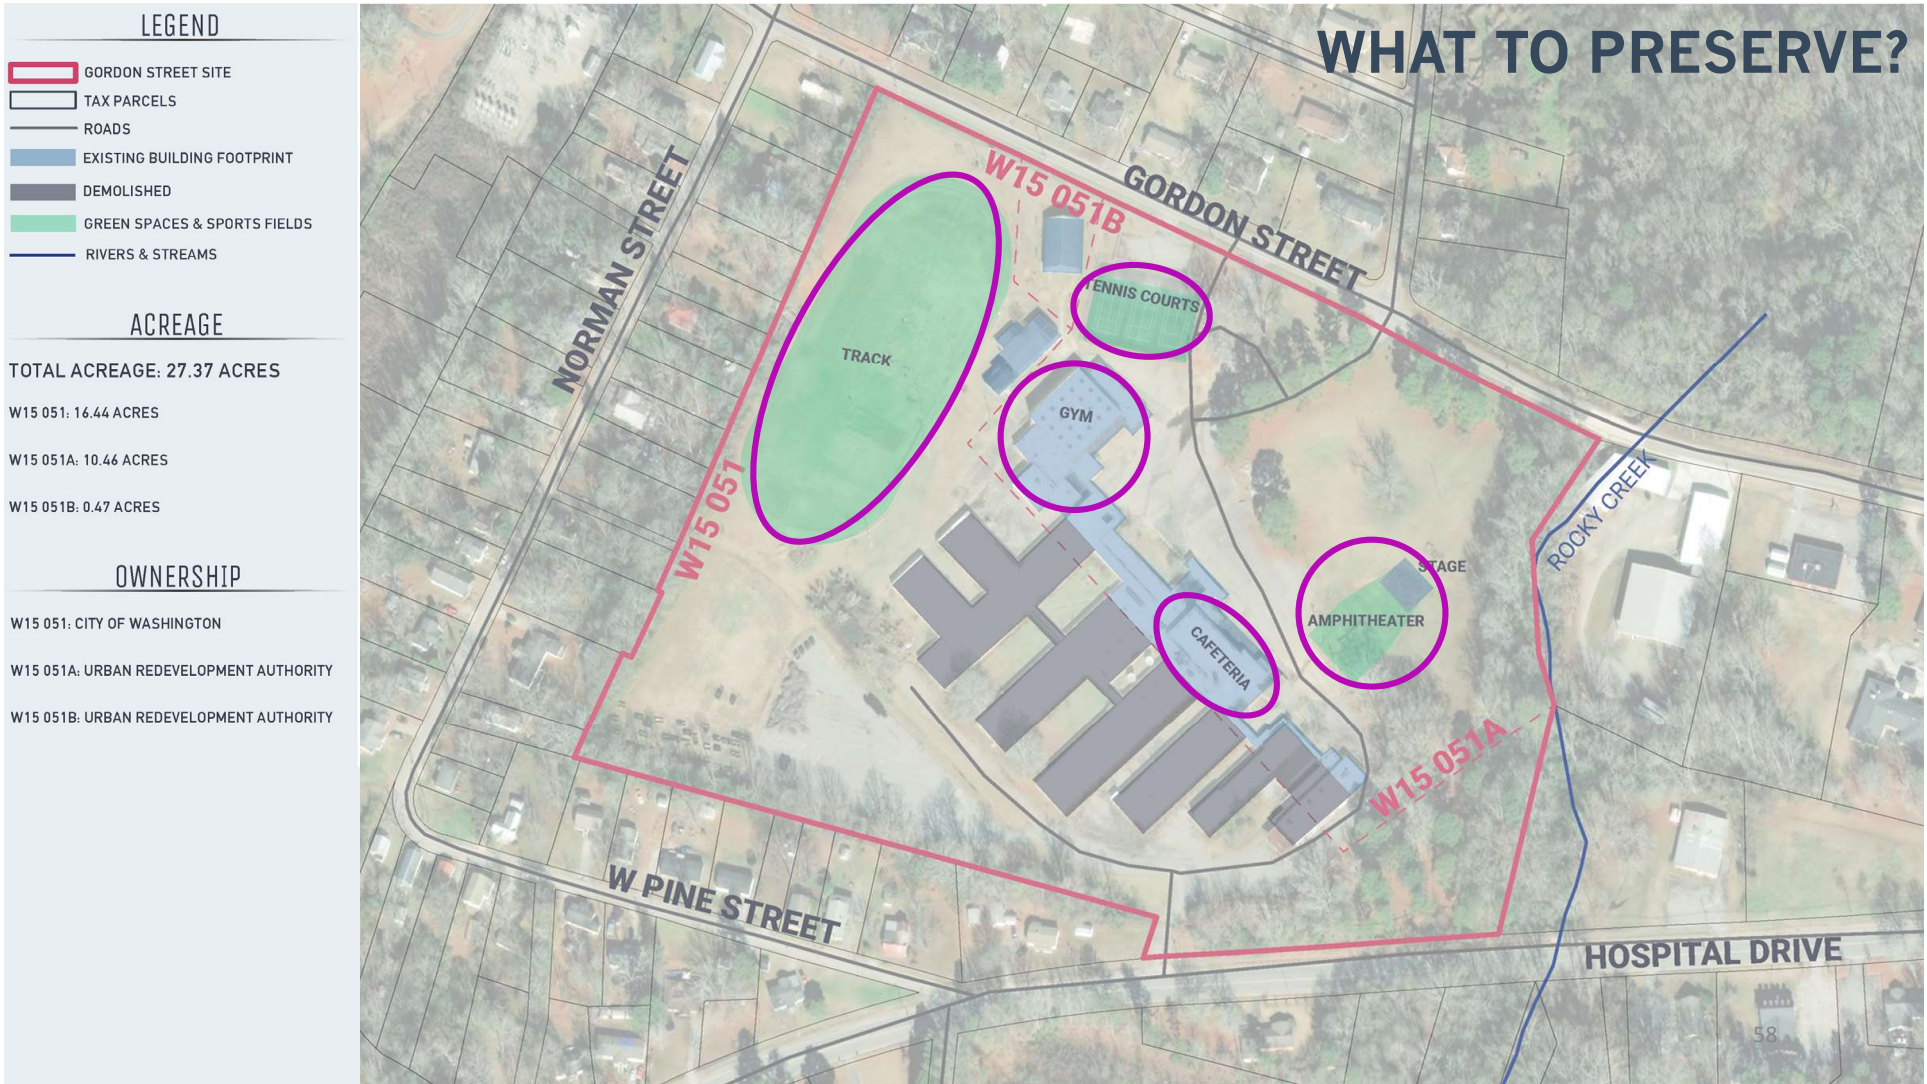 LEGEND
GORDON STREET SITE
TAX PARCELS
ROADS
EXISTING BUILDING FOOTPRINT
DEMOLISHED
GREEN SPACES & SPORTS FIELDS
RIVERS & STREAMS
ACREAGE
TOTAL ACREAGE: 27.37 ACRES
W15 051: 16.44 ACRES
W15 051A: 10.46 ACRES
W15 051B: 0.47 ACRES
OWNERSHIP
W15 051: CITY OF WASHINGTON
W15 051A: URBAN REDEVELOPMENT AUTHORITY
W15 051B: URBAN REDEVELOPMENT AUTHORITY
WHAT TO PRESERVE?
NORMAN STREET
W15 051B
GORDON STREET
TENNIS COURTS
TRACK
GYM
W15 051
ROCKY CREEK
STAGE
AMPHITHEATER
CAFETERIA
W15 051A
W PINE STREET
HOSPITAL DRIVE
58